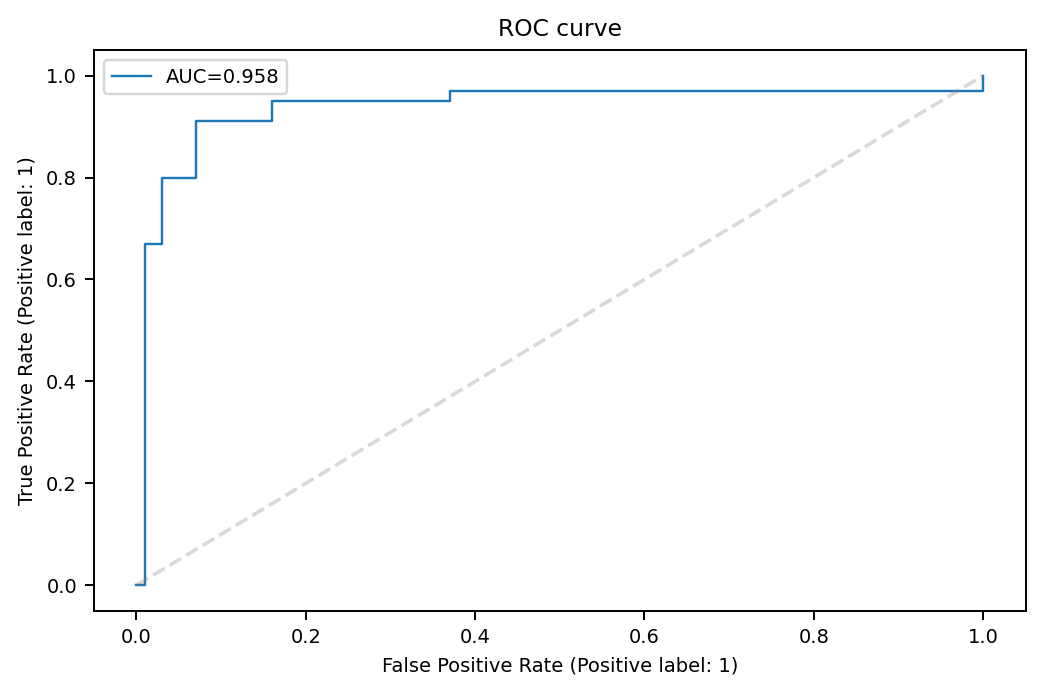 ROC curve
AUC=0.958
True Positive Rate (Positive label: 1)
1.0
0.8
0.6
0.4
0.2
0.0
0.0 0.2 0.4 0.6 0.8 1.0
False Positive Rate (Positive label: 1)